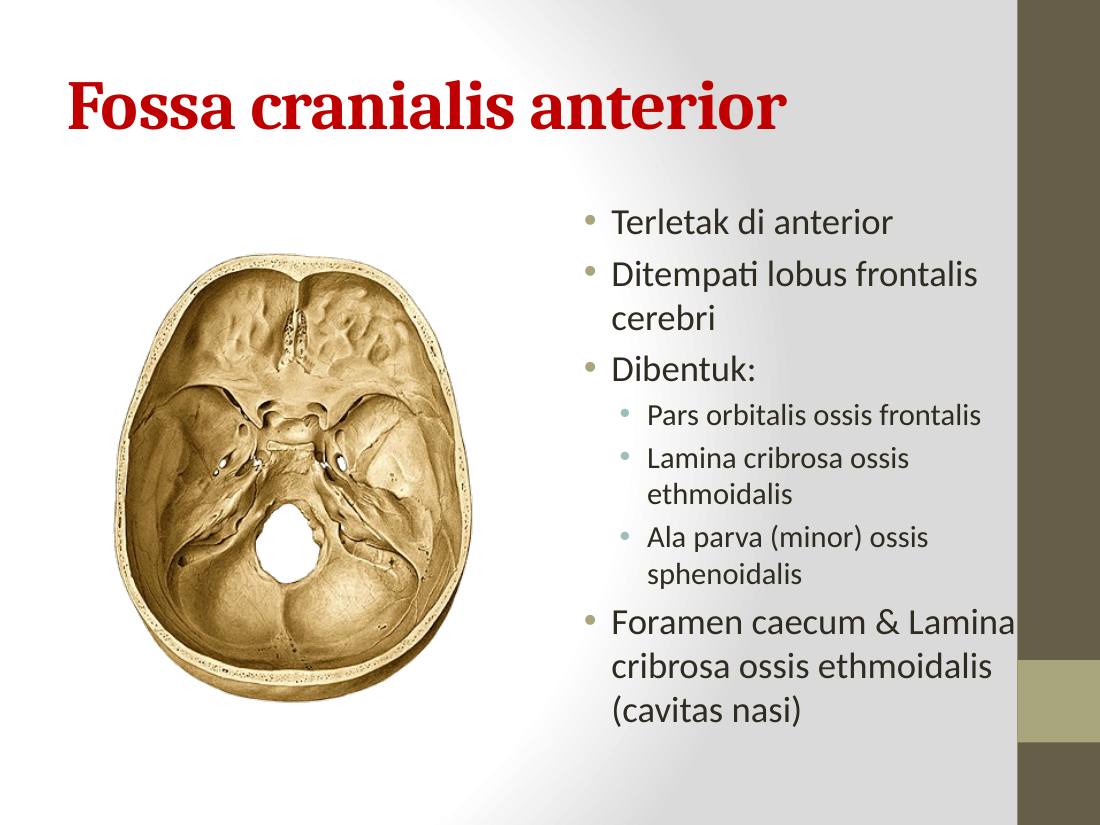 Fossa cranialis anterior
• Terletak di anterior
• Ditempati lobus frontalis
cerebri
• Dibentuk:
• Pars orbitalis ossis frontalis
• Lamina cribrosa ossis
ethmoidalis
• Ala parva (minor) ossis
sphenoidalis
• Foramen caecum & Lamina
cribrosa ossis ethmoidalis
(cavitas nasi)